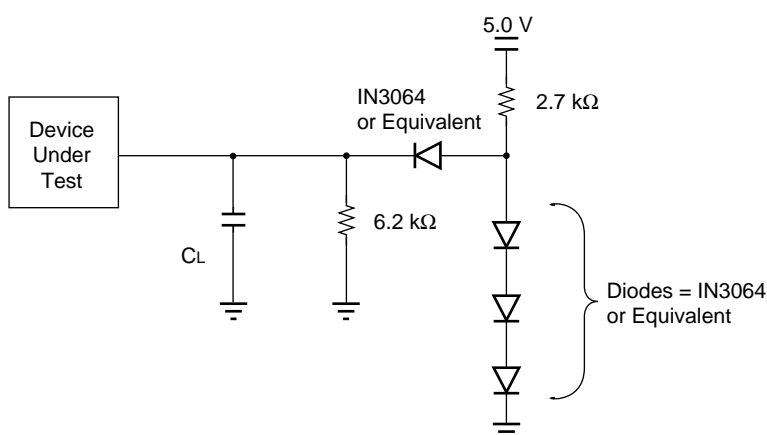 5.0 V
IN3064
or Equivalent
2.7 kΩ
Device
Under
Test
6.2 kΩ
CL
Diodes = IN3064
or Equivalent